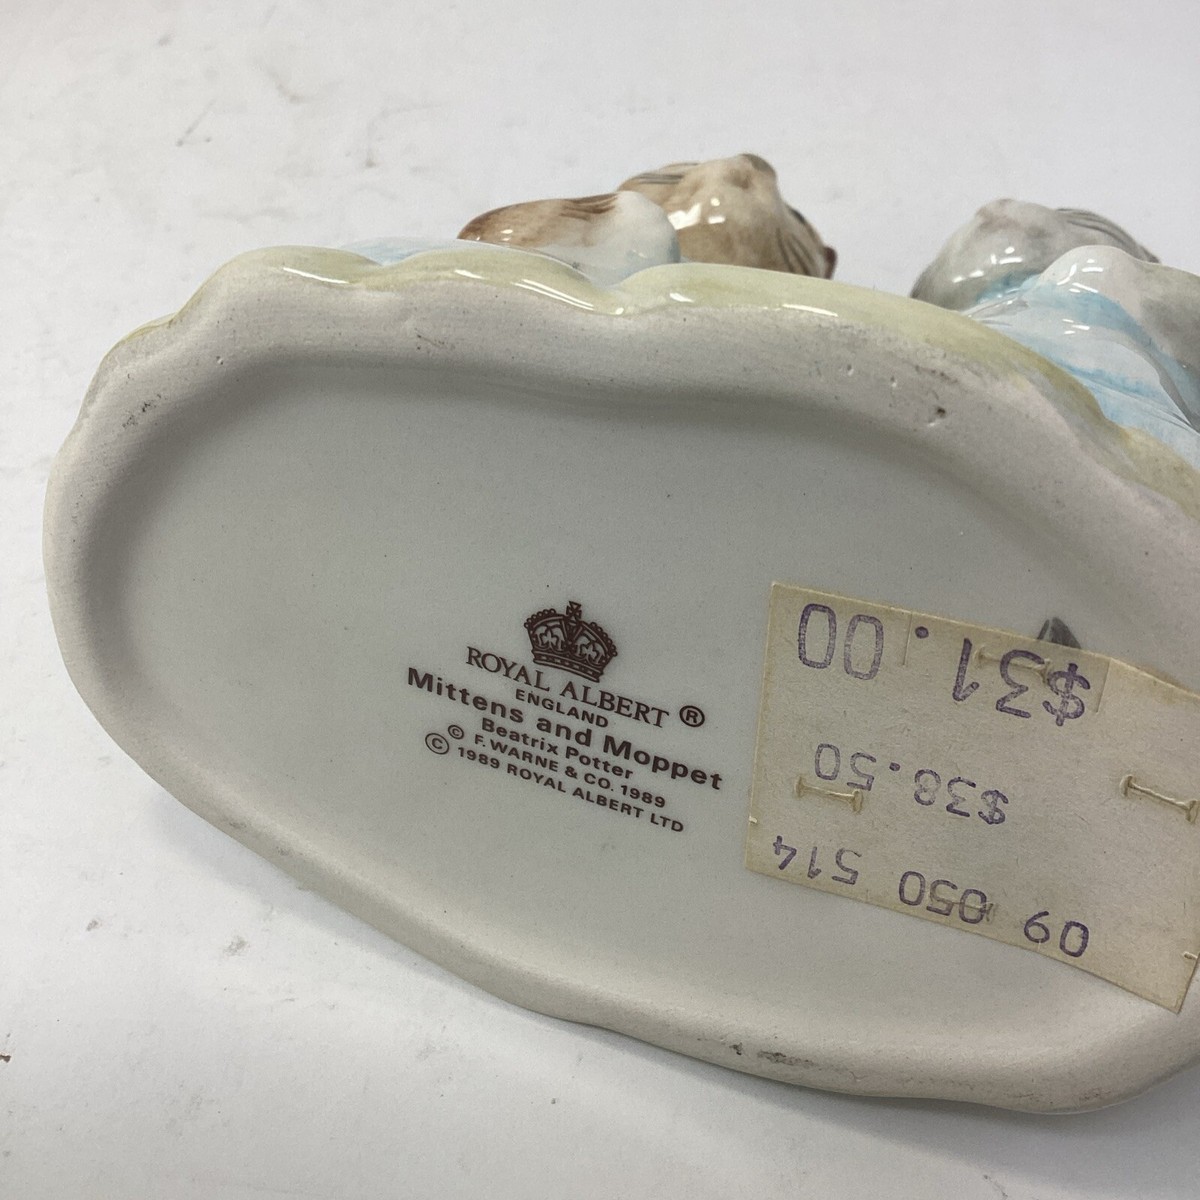 ROYAL ALBERT ®
ENGLAND
Mittens and Moppet
Beatrix Potter
© F. WARNE & CO. 1989
© 1989 ROYAL ALBERT LTD
09 050 514
$38.50
$31.00